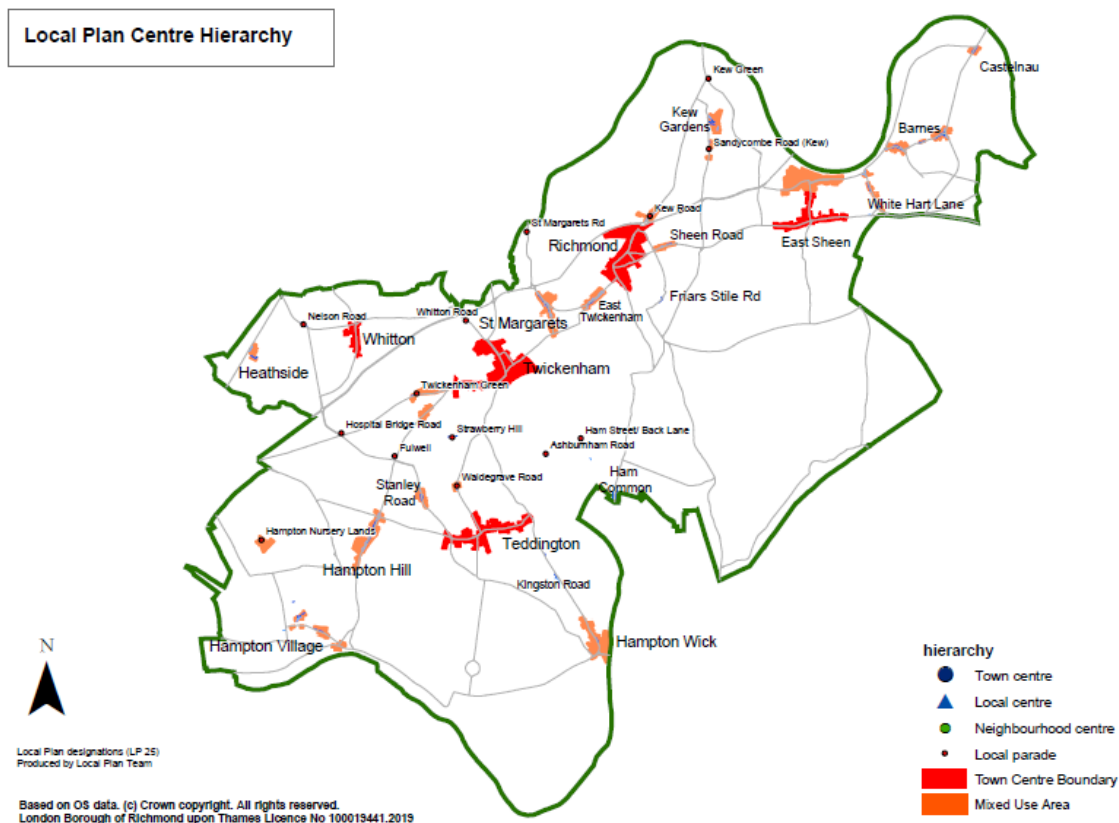 Local Plan Centre Hierarchy
Kew Green
Castelnau
Kew
Gardens
Barnes
Sandycombe Road (Kew)
White Hart Lane
Kew Road
St Margarets Rd
Sheen Road
Richmond
East Sheen
Friars Stile Rd
East
Twickenham
Nelson Road
Whitton Road
St Margarets
Whitton
Heathside
Twickenham
Twickenham Green
Hospital Bridge Road
Strawberry Hill
Ham Street/ Back Lane
Ashburnham Road
Fulwell
Ham
Common
Waldegrave Road
Stanley
Road
Hampton Nursery Lands
Teddington
Hampton Hill
Kingston Road
Hampton Village
Hampton Wick
N
hierarchy
Town centre
Local centre
Neighbourhood centre
Local parade
Town Centre Boundary
Mixed Use Area
Local Plan designations (LP 25)
Produced by Local Plan Team
Based on OS data. (c) Crown copyright. All rights reserved.
London Borough of Richmond upon Thames Licence No 100019441.2019